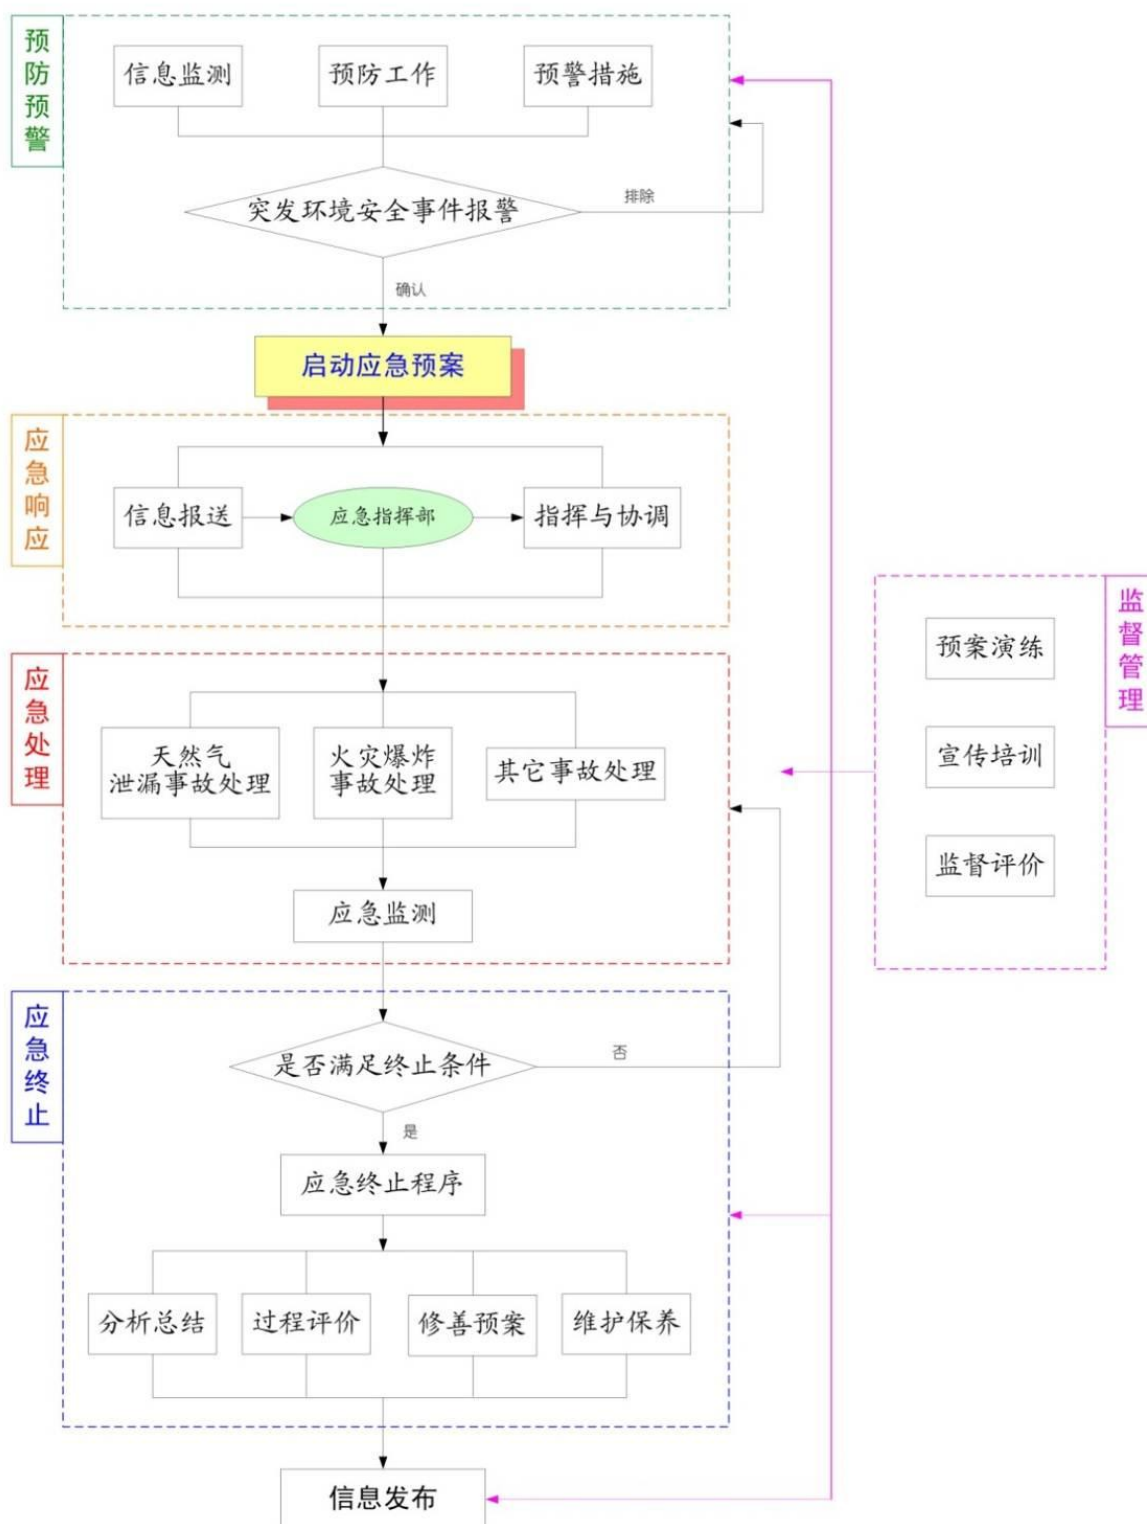 预防预警
信息监测
预防工作
预警措施
突发环境安全事件报警
排除
确认
启动应急预案
应急响应
信息报送
应急指挥部
指挥与协调
监督管理
预案演练
宣传培训
监督评价
应急处理
天然气
泄漏事故处理
火灾爆炸
事故处理
其它事故处理
应急监测
应急终止
是否满足终止条件
否
是
应急终止程序
分析总结
过程评价
修善预案
维护保养
信息发布